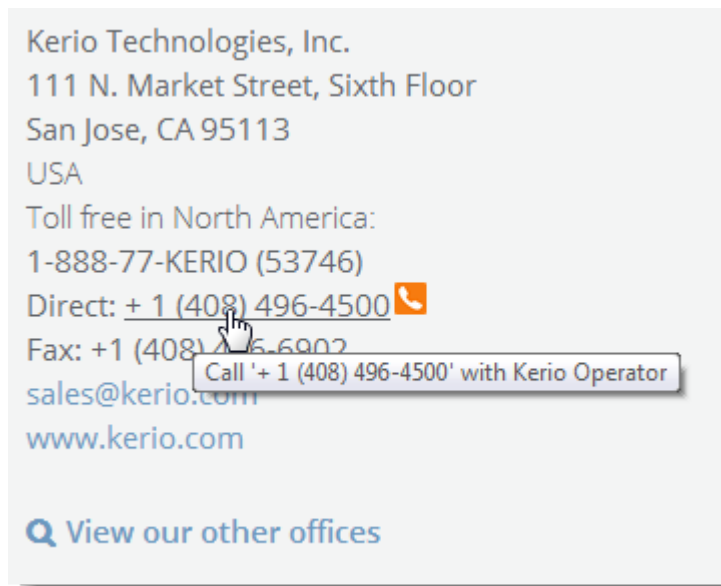 Kerio Technologies, Inc.
111 N. Market Street, Sixth Floor
San Jose, CA 95113
USA
Toll free in North America:
1-888-77-KERIO (53746)
Direct: + 1 (408) 496-4500
Fax: +1 (408) 496-6902
Call '+ 1 (408) 496-4500' with Kerio Operator
sales@kerio.com
www.kerio.com
View our other offices